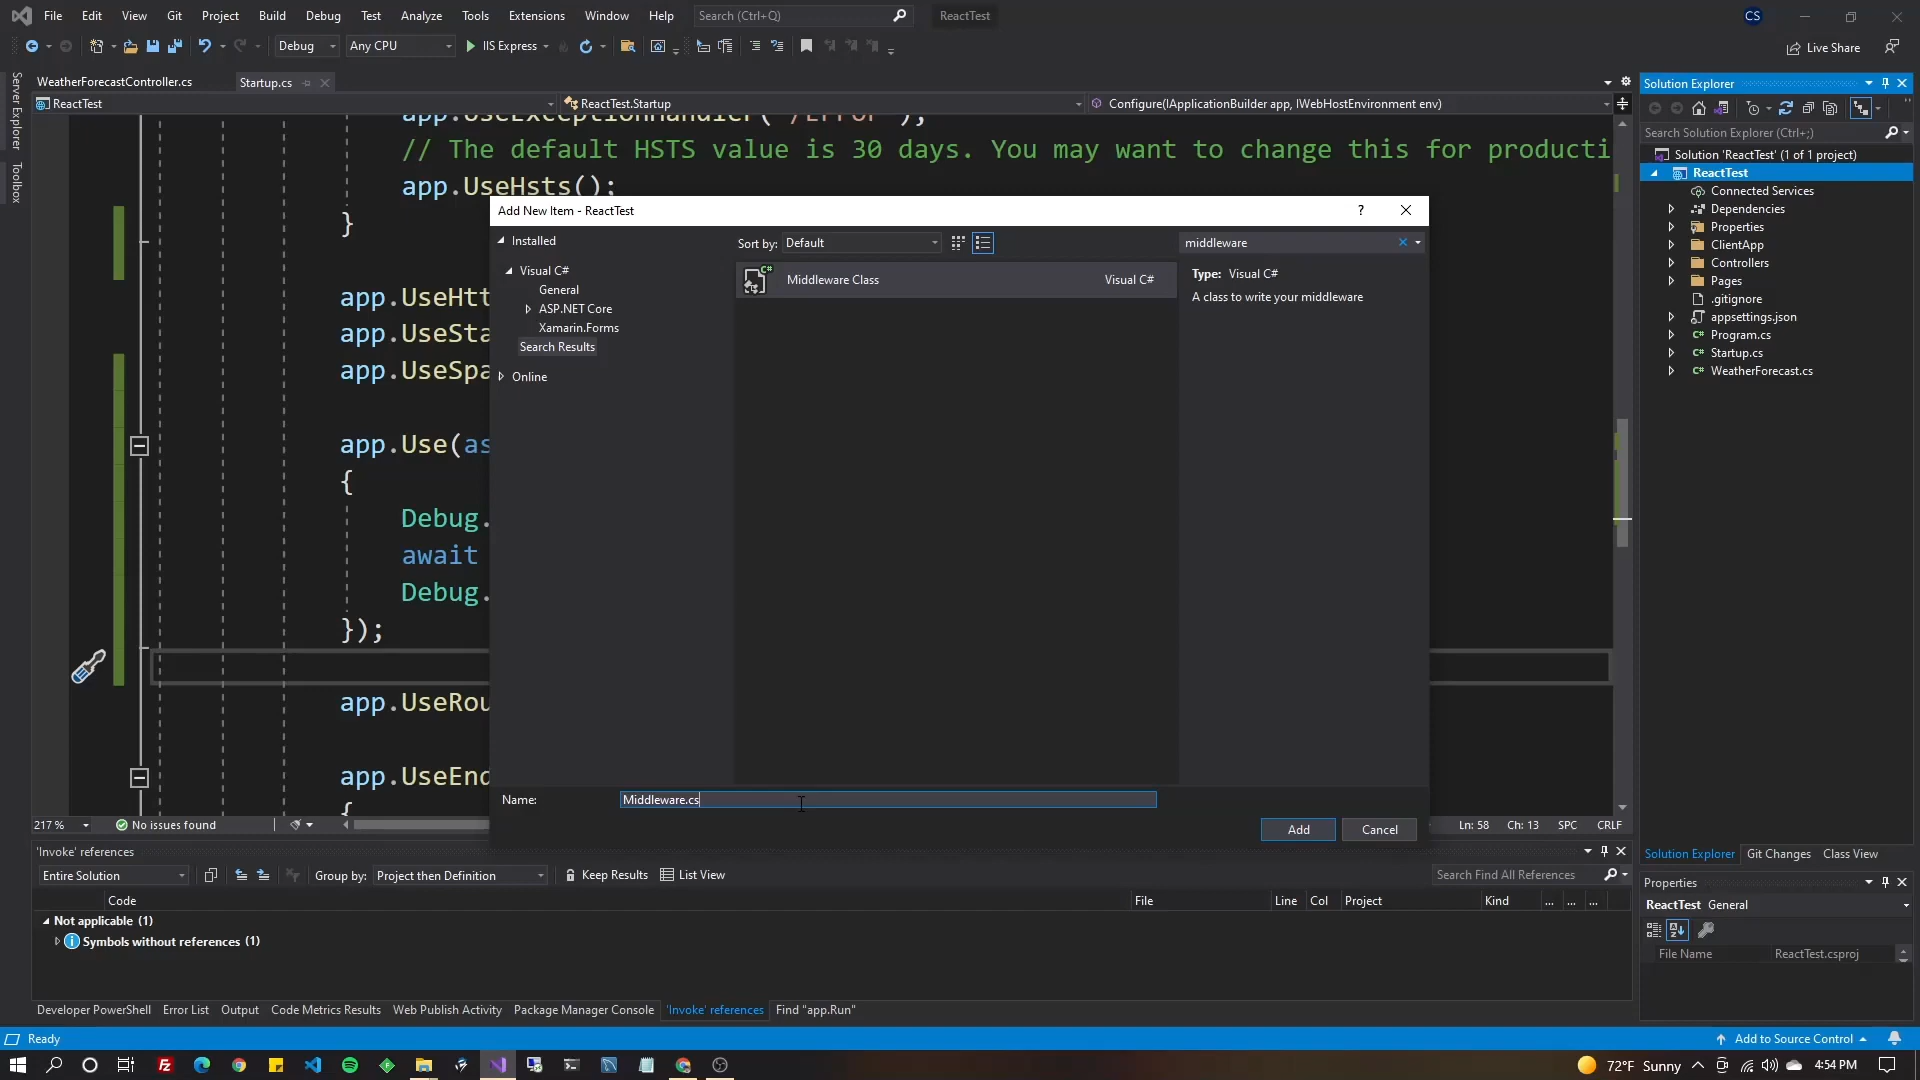 File Edit View Git Project Build Debug Test Analyze Tools Extensions Window Help Search (Ctrl+Q) ReactTest CS
Debug Any CPU IIS Express Live Share
Server Explorer
Toolbox
WeatherForecastController.cs Startup.cs
ReactTest ReactTest.Startup Configure(IApplicationBuilder app, IWebHostEnvironment env)
app.UseExceptionHandler("/Error");
// The default HSTS value is 30 days. You may want to change this for producti
app.UseHsts();
}
app.UseHtt
app.UseSta
app.UseSpa
app.Use(as
{
Debug.
await
Debug.
});
app.UseRou
app.UseEnd
{
Add New Item - ReactTest ?
Installed Sort by: Default middleware
Visual C#
General
ASP.NET Core
Xamarin.Forms
Search Results
Online
Middleware Class Visual C#
Type: Visual C#
A class to write your middleware
Name: Middleware.cs
Add Cancel
217 % No issues found Ln: 58 Ch: 13 SPC CRLF
Solution Explorer
Search Solution Explorer (Ctrl+;)
Solution 'ReactTest' (1 of 1 project)
ReactTest
Connected Services
Dependencies
Properties
ClientApp
Controllers
Pages
.gitignore
appsettings.json
Program.cs
Startup.cs
WeatherForecast.cs
Solution Explorer Git Changes Class View
Properties
ReactTest General
File Name ReactTest.csproj
'Invoke' references
Entire Solution Group by: Project then Definition Keep Results List View Search Find All References
Code File Line Col Project Kind ... ... ...
Not applicable (1)
Symbols without references (1)
Developer PowerShell Error List Output Code Metrics Results Web Publish Activity Package Manager Console 'Invoke' references Find "app.Run"
Ready Add to Source Control
72°F Sunny 4:54 PM